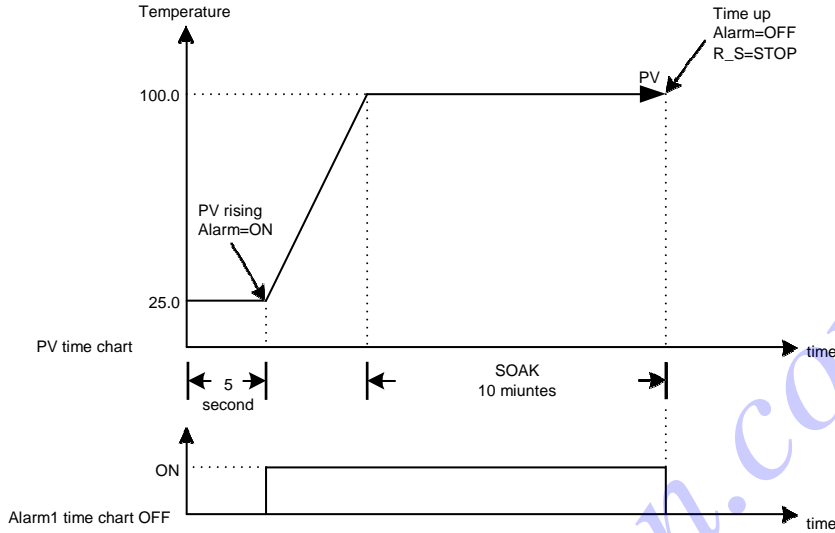 Temperature
Time up
Alarm=OFF
R_S=STOP
PV
100.0
PV rising
Alarm=ON
25.0
PV time chart
time
5
second
SOAK
10 miuntes
ON
Alarm1 time chart OFF
time
n.co